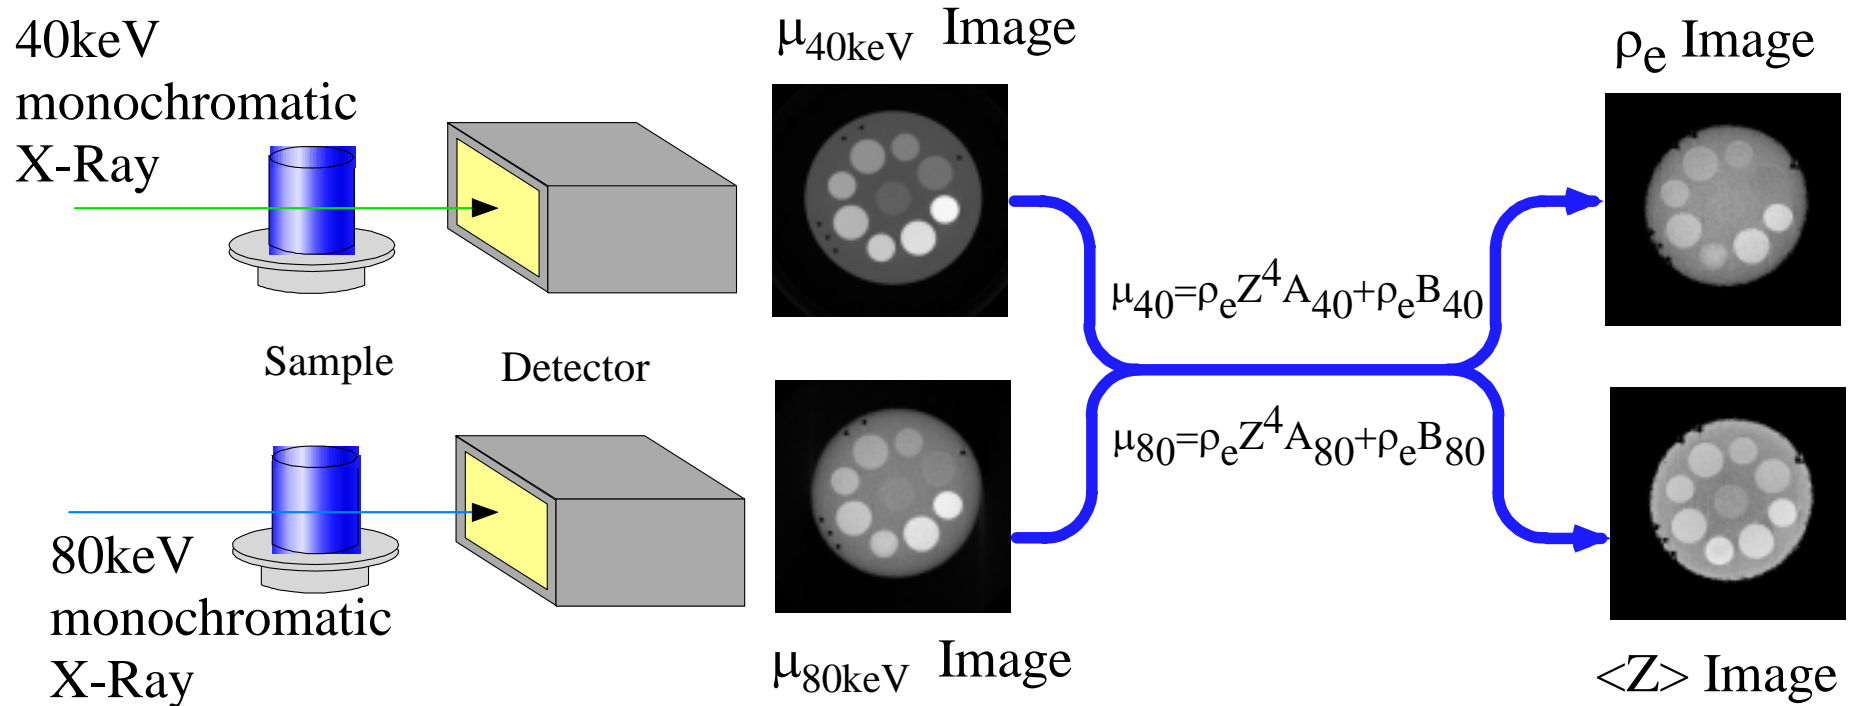 40keV
monochromatic
X-Ray
μ40keV Image
ρe Image
μ40=ρeZ⁴A40+ρeB40
Sample
Detector
μ80=ρeZ⁴A80+ρeB80
80keV
monochromatic
X-Ray
μ80keV Image
<Z> Image